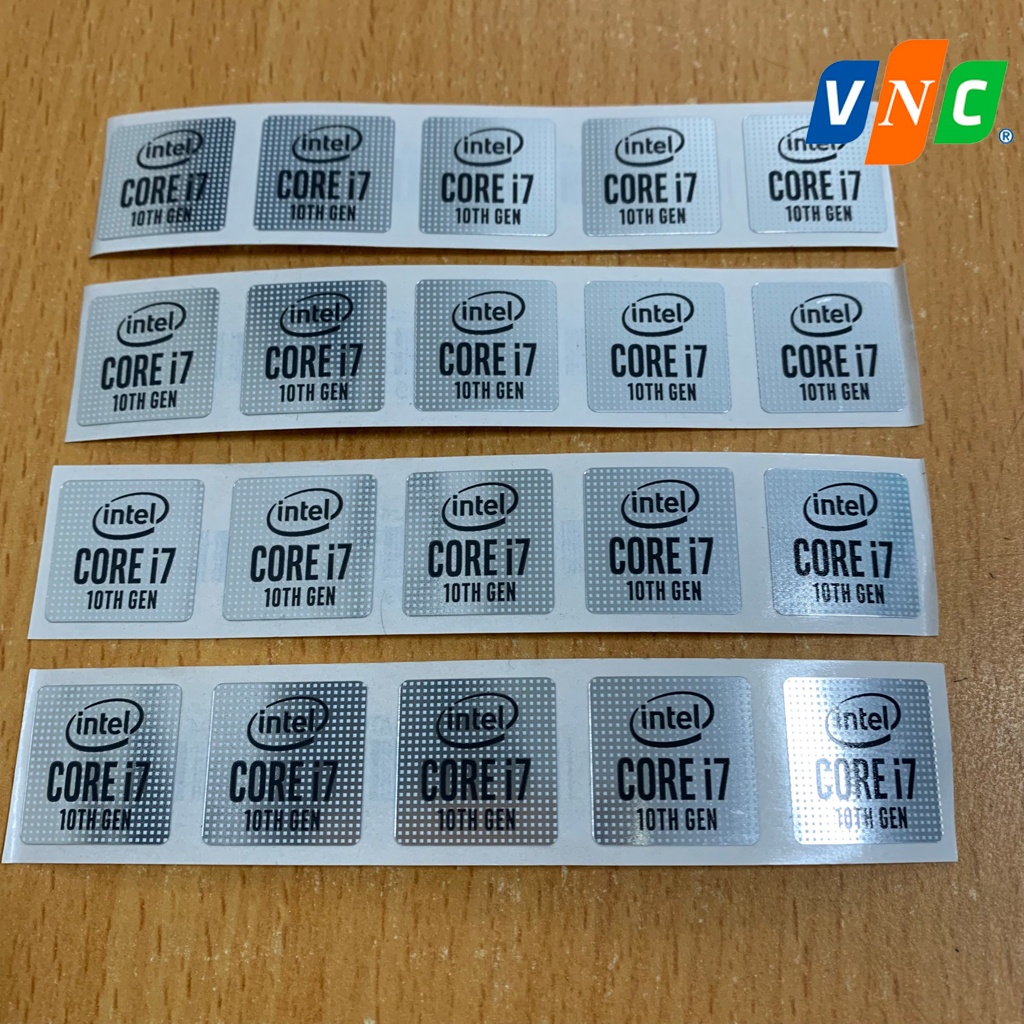 VNC®
intel
CORE i7
10TH GEN
intel
CORE i7
10TH GEN
intel
CORE i7
10TH GEN
intel
CORE i7
10TH GEN
intel
CORE i7
10TH GEN
intel
CORE i7
10TH GEN
intel
CORE i7
10TH GEN
intel
CORE i7
10TH GEN
intel
CORE i7
10TH GEN
intel
CORE i7
10TH GEN
intel
CORE i7
10TH GEN
intel
CORE i7
10TH GEN
intel
CORE i7
10TH GEN
intel
CORE i7
10TH GEN
intel
CORE i7
10TH GEN
intel
CORE i7
10TH GEN
intel
CORE i7
10TH GEN
intel
CORE i7
10TH GEN
intel
CORE i7
10TH GEN
intel
CORE i7
10TH GEN